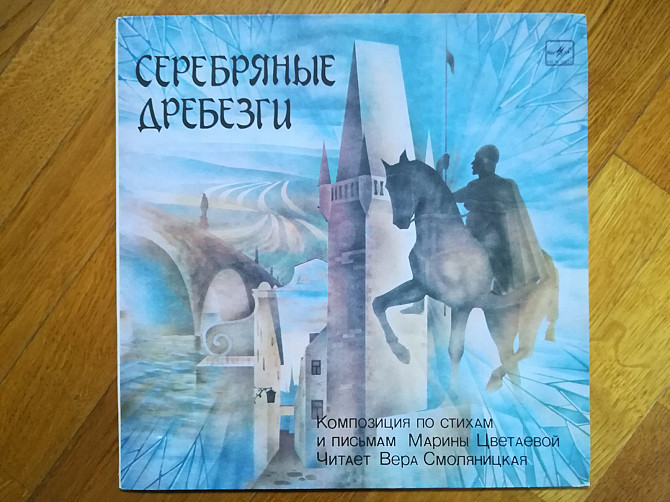 СЕРЕБРЯНЫЕ
ДРЕБЕЗГИ
Композиция по стихам
и письмам Марины Цветаевой
Читает Вера Смоляницкая